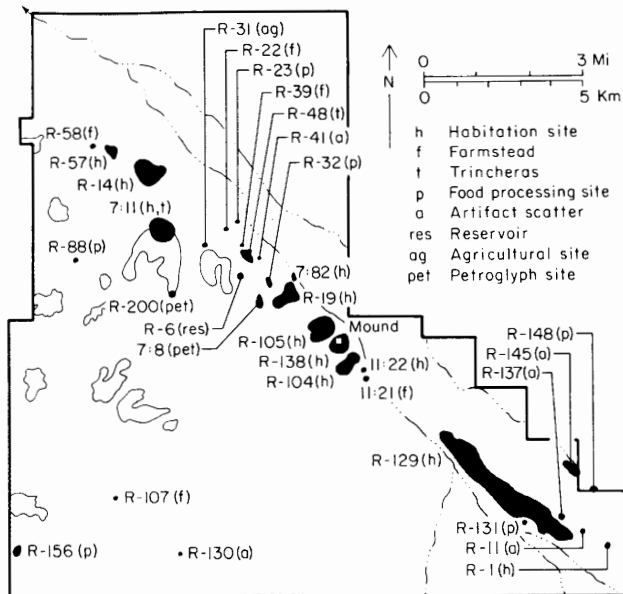 R-31(ag)
R-22(f)
R-23(p)
R-39(f)
R-48(t)
R-41(a)
R-32(p)
N
0 3 Mi
0 5 Km
h Habitation site
f Farmstead
t Trincheras
p Food processing site
a Artifact scatter
res Reservoir
ag Agricultural site
pet Petroglyph site
R-58(f)
R-57(h)
R-14(h)
7:11(h,t)
R-88(p)
R-200(pet)
R-6(res)
7:8(pet)
7:82(h)
R-19(h)
Mound
R-105(h)
R-138(h)
R-104(h)
11:22(h)
11:21(f)
R-148(p)
R-145(a)
R-137(a)
R-129(h)
R-107(f)
R-131(p)
R-11(a)
R-1(h)
R-156(p)
R-130(a)